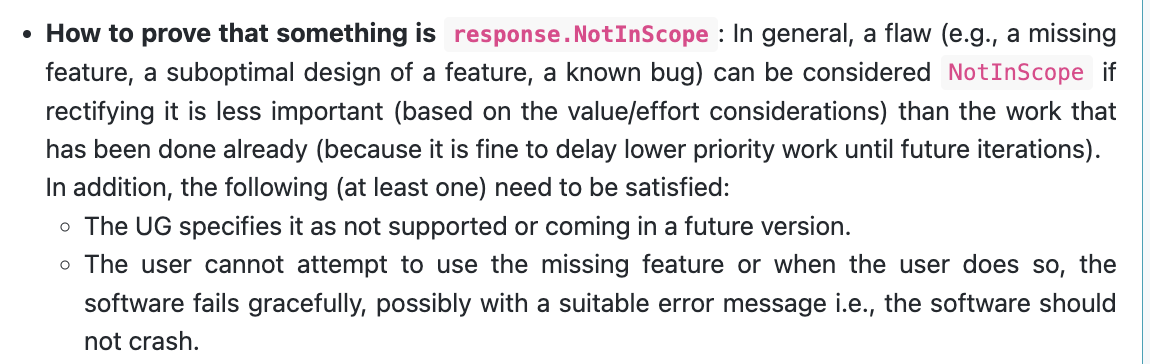 • How to prove that something is response.NotInScope : In general, a flaw (e.g., a missing
feature, a suboptimal design of a feature, a known bug) can be considered NotInScope if
rectifying it is less important (based on the value/effort considerations) than the work that
has been done already (because it is fine to delay lower priority work until future iterations).
In addition, the following (at least one) need to be satisfied:
◦ The UG specifies it as not supported or coming in a future version.
◦ The user cannot attempt to use the missing feature or when the user does so, the
software fails gracefully, possibly with a suitable error message i.e., the software should
not crash.